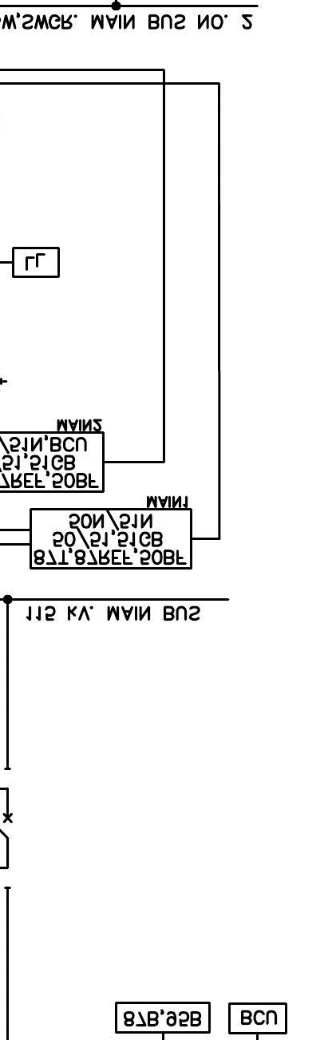 W,SWGR. MAIN BUS NO. 2
LL
MAIN2
/51N,BCU
/51,51GB
7REF,50BF
MAIN1
50N/51N
50/51,51GB
87T,87REF,50BF
115 kV. MAIN BUS
87B,95B
BCU